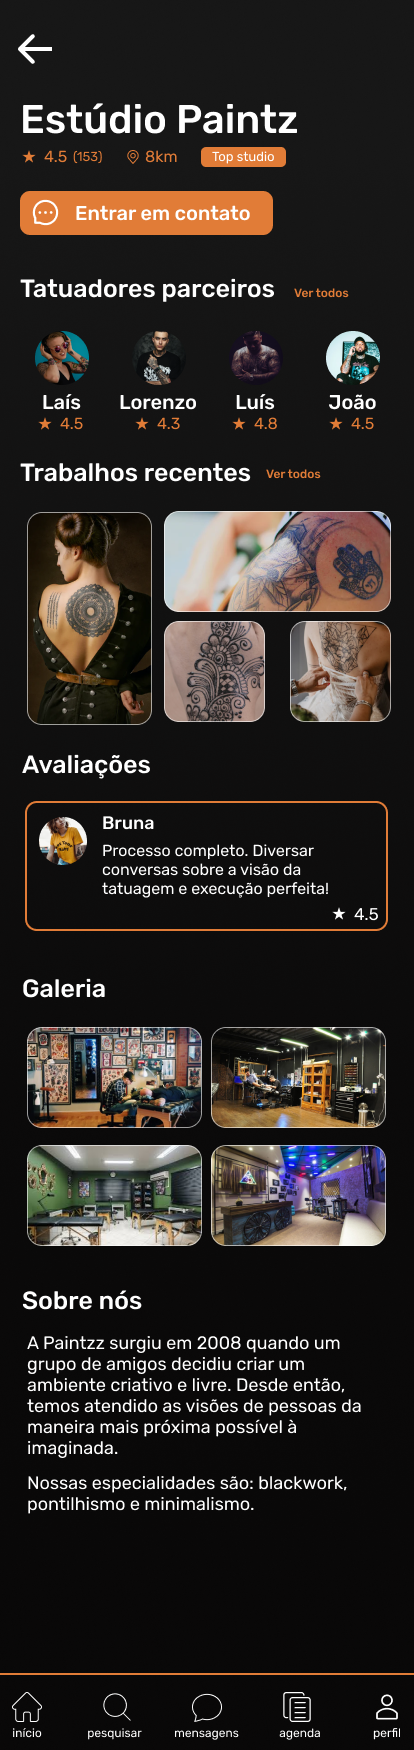 Estúdio Paintz
★ 4.5 (153) 8km Top studio
Entrar em contato
Tatuadores parceiros Ver todos
Laís Lorenzo Luís João
★ 4.5 ★ 4.3 ★ 4.8 ★ 4.5
Trabalhos recentes Ver todos
Avaliações
Bruna
Processo completo. Diversar
conversas sobre a visão da
tatuagem e execução perfeita!
★ 4.5
Galeria
Sobre nós
A Paintzz surgiu em 2008 quando um
grupo de amigos decidiu criar um
ambiente criativo e livre. Desde então,
temos atendido as visões de pessoas da
maneira mais próxima possível à
imaginada.
Nossas especialidades são: blackwork,
pontilhismo e minimalismo.
início pesquisar mensagens agenda perfil